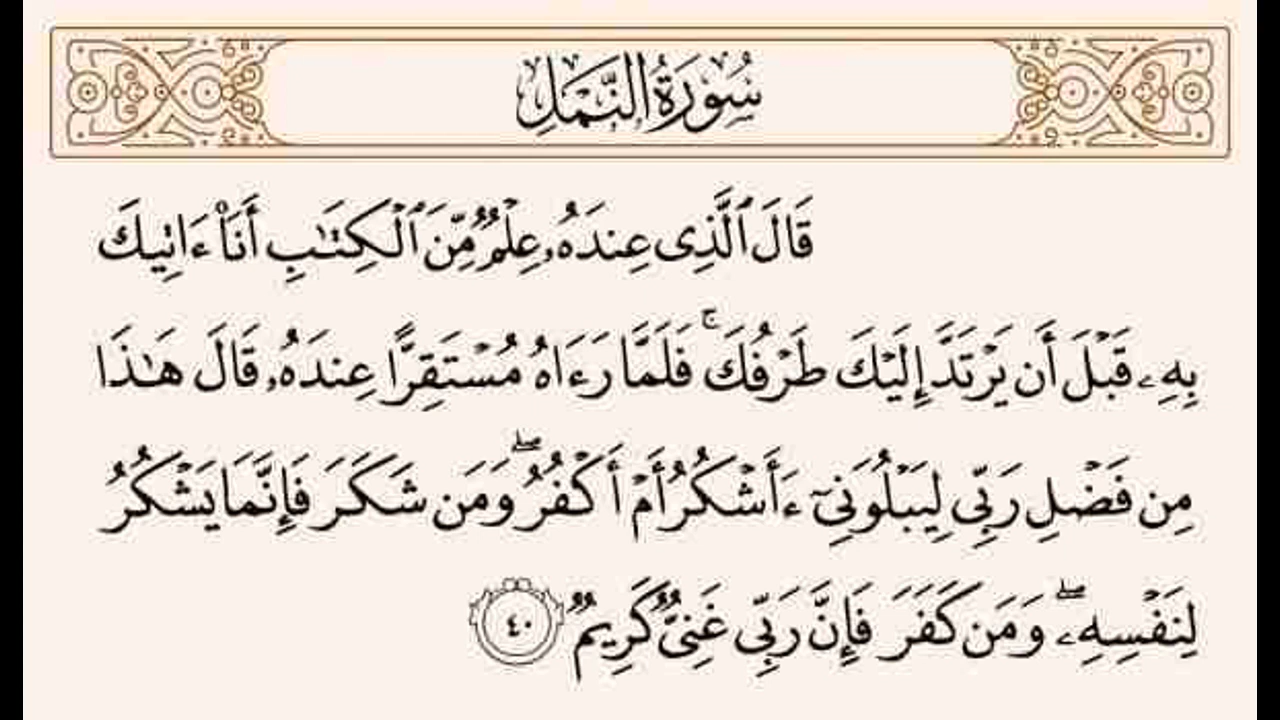 سُورَةُ النَّمْلِ
قَالَ ٱلَّذِى عِندَهُۥ عِلْمٌ مِّنَ ٱلْكِتَـٰبِ أَنَا۠ ءَاتِيكَ
بِهِۦ قَبْلَ أَن يَرْتَدَّ إِلَيْكَ طَرْفُكَ ۚ فَلَمَّا رَءَاهُ مُسْتَقِرًّا عِندَهُۥ قَالَ هَـٰذَا
مِن فَضْلِ رَبِّى لِيَبْلُوَنِىٓ ءَأَشْكُرُ أَمْ أَكْفُرُ ۖ وَمَن شَكَرَ فَإِنَّمَا يَشْكُرُ
لِنَفْسِهِۦ ۖ وَمَن كَفَرَ فَإِنَّ رَبِّى غَنِىٌّ كَرِيمٌ ٤٠